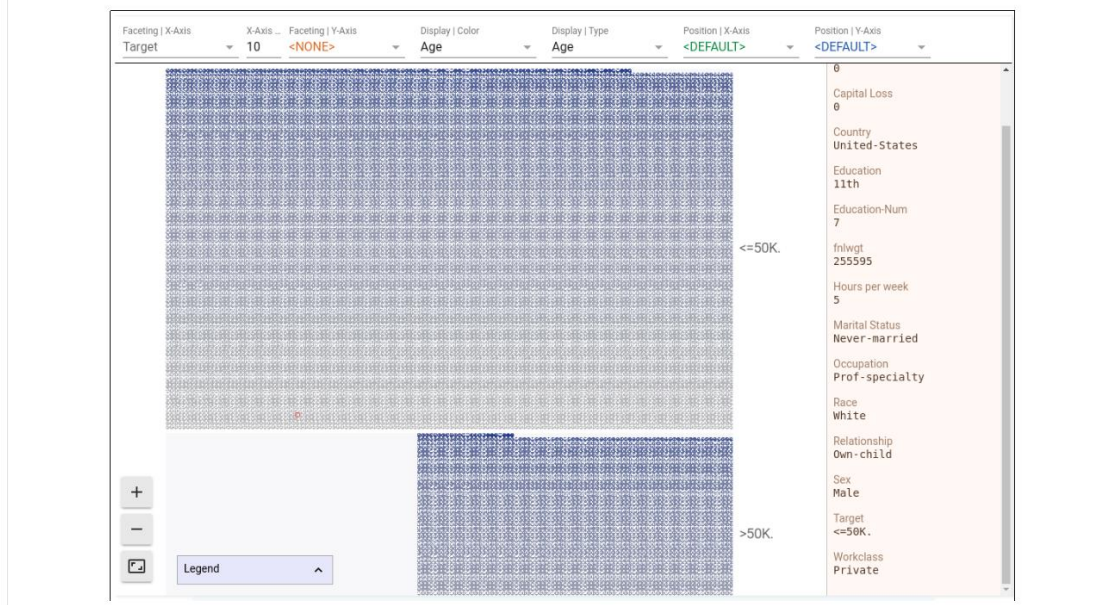 Faceting | X-Axis
X-Axis ...
Faceting | Y-Axis
Display | Color
Display | Type
Position | X-Axis
Position | Y-Axis
Target
10
<NONE>
Age
Age
<DEFAULT>
<DEFAULT>
0
Capital Loss
0
Country
United-States
Education
11th
Education-Num
7
<=50K.
fnlwgt
255595
Hours per week
5
Marital Status
Never-married
Occupation
Prof-specialty
Race
White
Relationship
Own-child
Sex
Male
Target
<=50K.
>50K.
Workclass
Private
+
−
Legend